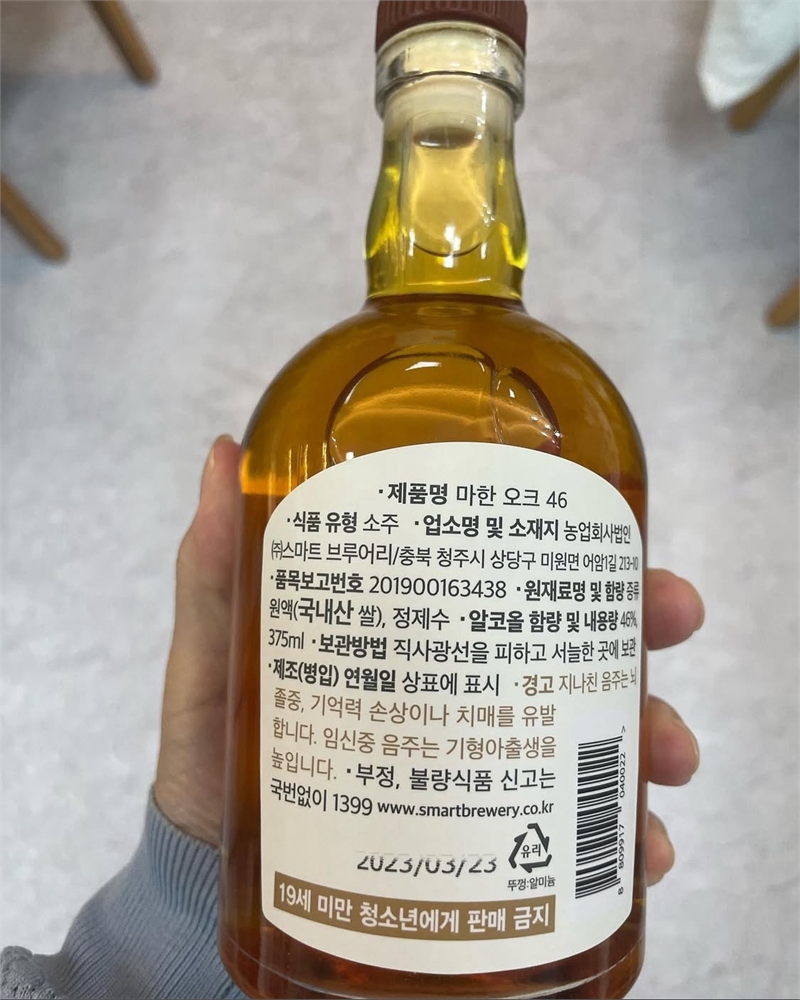 ·제품명 마한 오크 46
·식품 유형 소주 ·업소명 및 소재지 농업회사법인
㈜스마트 브루어리/충북 청주시 상당구 미원면 어암1길 213-10
·품목보고번호 201900163438 ·원재료명 및 함량 증류
원액(국내산 쌀), 정제수 ·알코올 함량 및 내용량 46%,
375ml ·보관방법 직사광선을 피하고 서늘한 곳에 보관
·제조(병입) 연월일 상표에 표시 ·경고 지나친 음주는 뇌
졸중, 기억력 손상이나 치매를 유발
합니다. 임신중 음주는 기형아출생을
높입니다. ·부정, 불량식품 신고는
국번없이 1399 www.smartbrewery.co.kr
2023/03/23
유리
뚜껑:알미늄
19세 미만 청소년에게 판매 금지
8 809917 040022 >